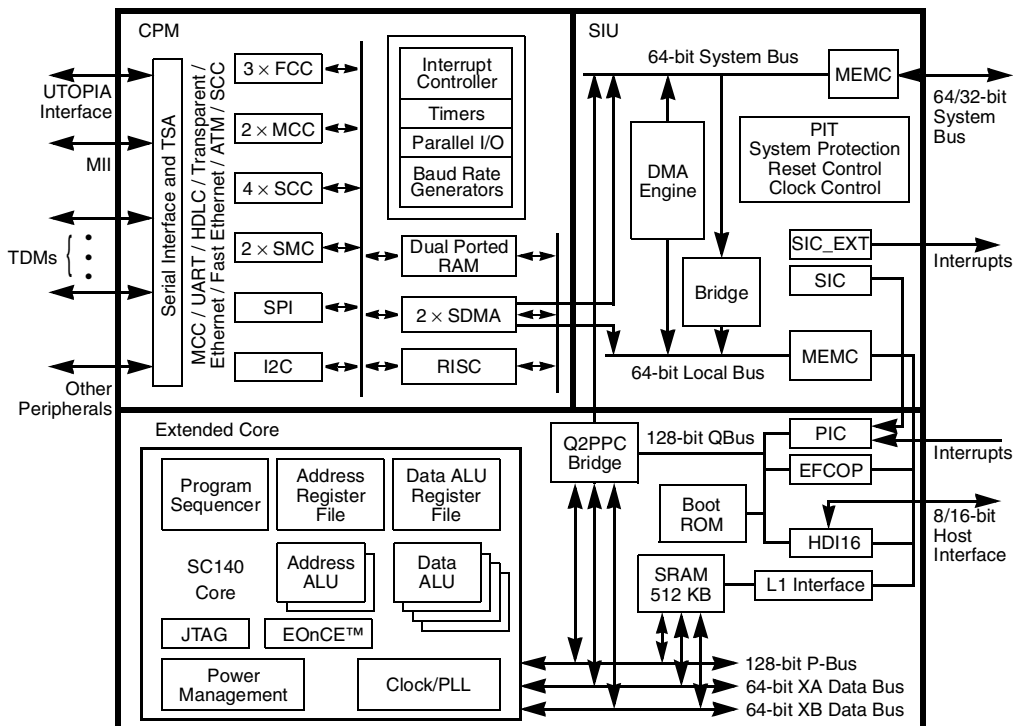 CPM
SIU
UTOPIA
Interface
MII
TDMs
Other
Peripherals
Serial Interface and TSA
MCC / UART / HDLC / Transparent /
Ethernet / Fast Ethernet / ATM / SCC
3 × FCC
2 × MCC
4 × SCC
2 × SMC
SPI
I2C
Interrupt
Controller
Timers
Parallel I/O
Baud Rate
Generators
Dual Ported
RAM
2 × SDMA
RISC
64-bit System Bus
MEMC
64/32-bit
System
Bus
DMA
Engine
PIT
System Protection
Reset Control
Clock Control
SIC_EXT
Interrupts
SIC
Bridge
MEMC
64-bit Local Bus
Extended Core
Program
Sequencer
Address
Register
File
Data ALU
Register
File
SC140
Core
Address
ALU
Data
ALU
JTAG
EOnCE™
Power
Management
Clock/PLL
Q2PPC
Bridge
128-bit QBus
PIC
Interrupts
EFCOP
Boot
ROM
HDI16
8/16-bit
Host
Interface
SRAM
512 KB
L1 Interface
128-bit P-Bus
64-bit XA Data Bus
64-bit XB Data Bus